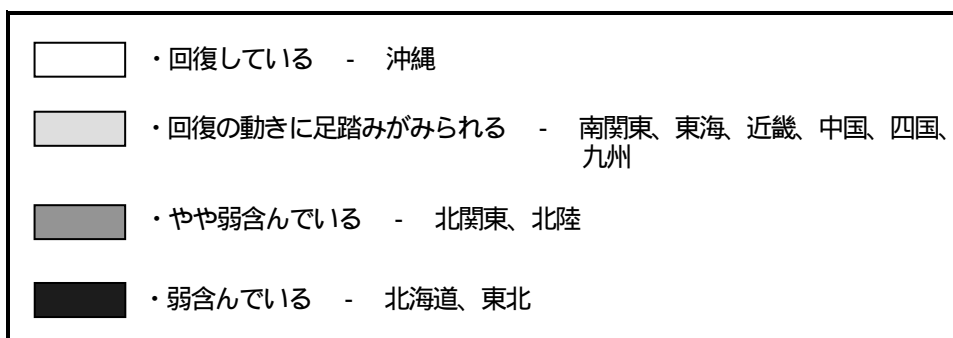 ・回復している - 沖縄
・回復の動きに足踏みがみられる - 南関東、東海、近畿、中国、四国、
九州
・やや弱含んでいる - 北関東、北陸
・弱含んでいる - 北海道、東北